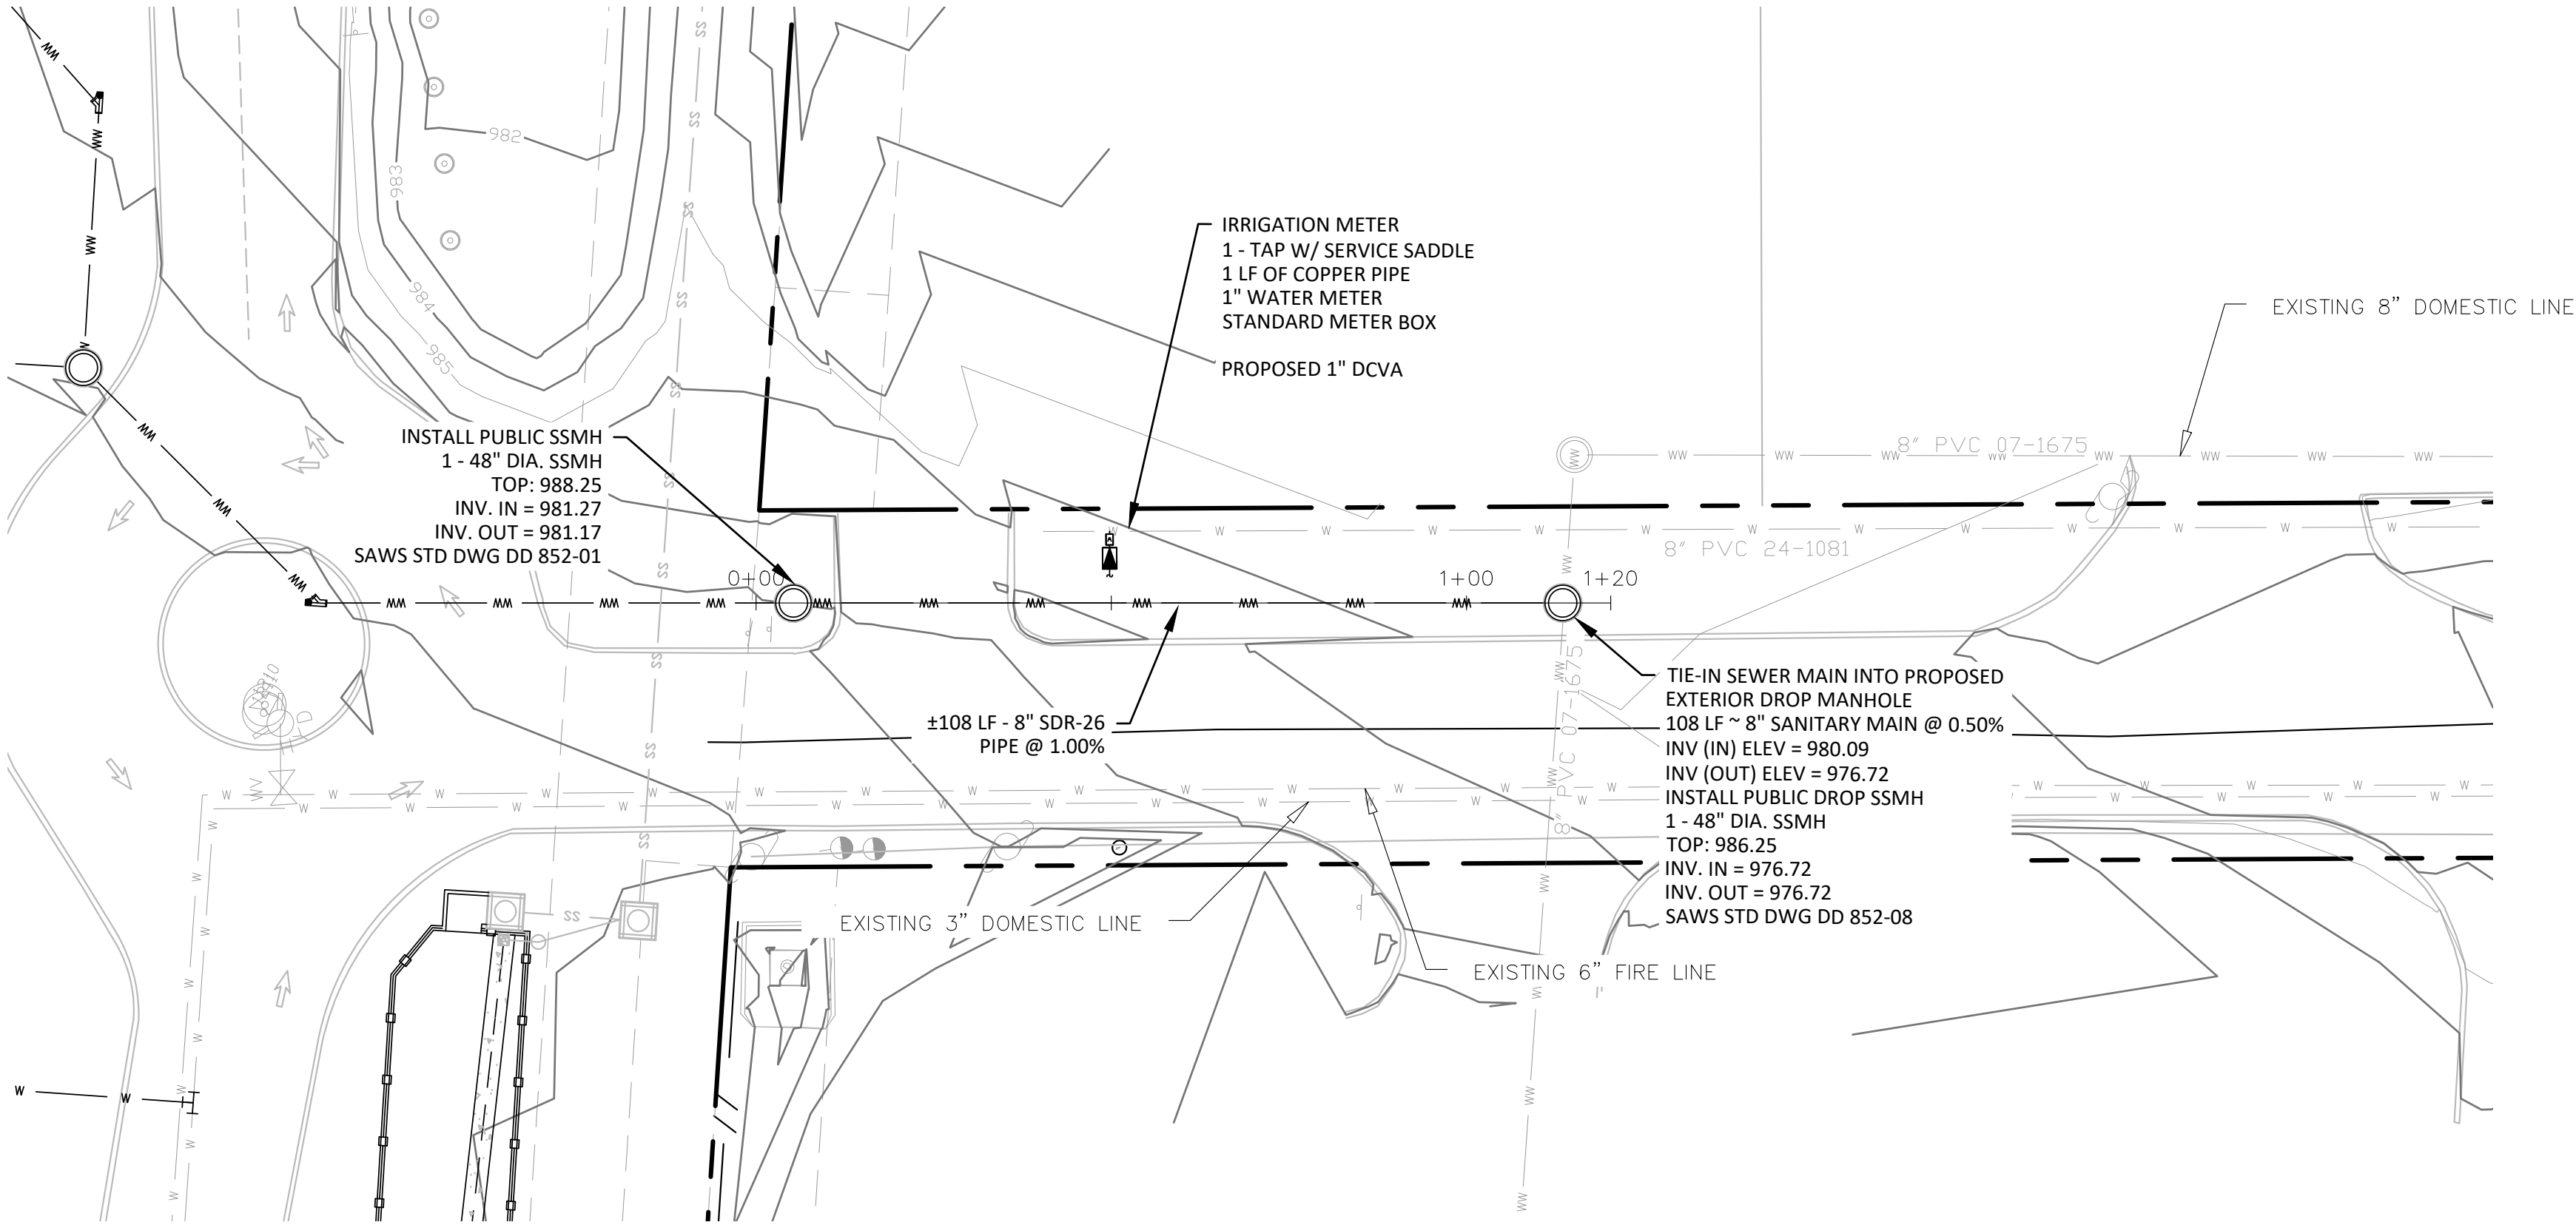 982
983
984
985
IRRIGATION METER
1 - TAP W/ SERVICE SADDLE
1 LF OF COPPER PIPE
1" WATER METER
STANDARD METER BOX
PROPOSED 1" DCVA
EXISTING 8" DOMESTIC LINE
8" PVC 07-1675
INSTALL PUBLIC SSMH
1 - 48" DIA. SSMH
TOP: 988.25
INV. IN = 981.27
INV. OUT = 981.17
SAWS STD DWG DD 852-01
8" PVC 24-1081
0+00
1+00
1+20
8" PVC 07-1675
±108 LF - 8" SDR-26
PIPE @ 1.00%
TIE-IN SEWER MAIN INTO PROPOSED
EXTERIOR DROP MANHOLE
108 LF ~ 8" SANITARY MAIN @ 0.50%
INV (IN) ELEV = 980.09
INV (OUT) ELEV = 976.72
INSTALL PUBLIC DROP SSMH
1 - 48" DIA. SSMH
TOP: 986.25
INV. IN = 976.72
INV. OUT = 976.72
SAWS STD DWG DD 852-08
WV
EXISTING 3" DOMESTIC LINE
EXISTING 6" FIRE LINE
SS
WW
W